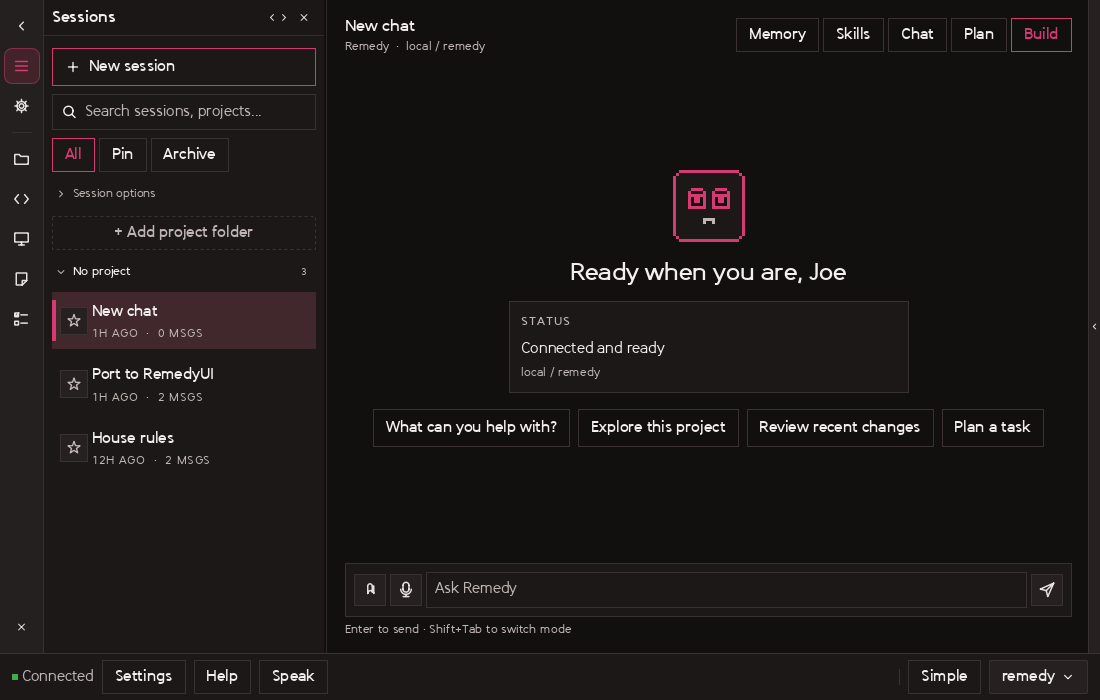 Sessions
New session
Search sessions, projects...
All
Pin
Archive
Session options
+ Add project folder
No project
3
New chat
1H AGO · 0 MSGS
Port to RemedyUI
1H AGO · 2 MSGS
House rules
12H AGO · 2 MSGS
New chat
Remedy · local / remedy
Memory
Skills
Chat
Plan
Build
Ready when you are, Joe
STATUS
Connected and ready
local / remedy
What can you help with?
Explore this project
Review recent changes
Plan a task
Ask Remedy
Enter to send · Shift+Tab to switch mode
Connected
Settings
Help
Speak
Simple
remedy